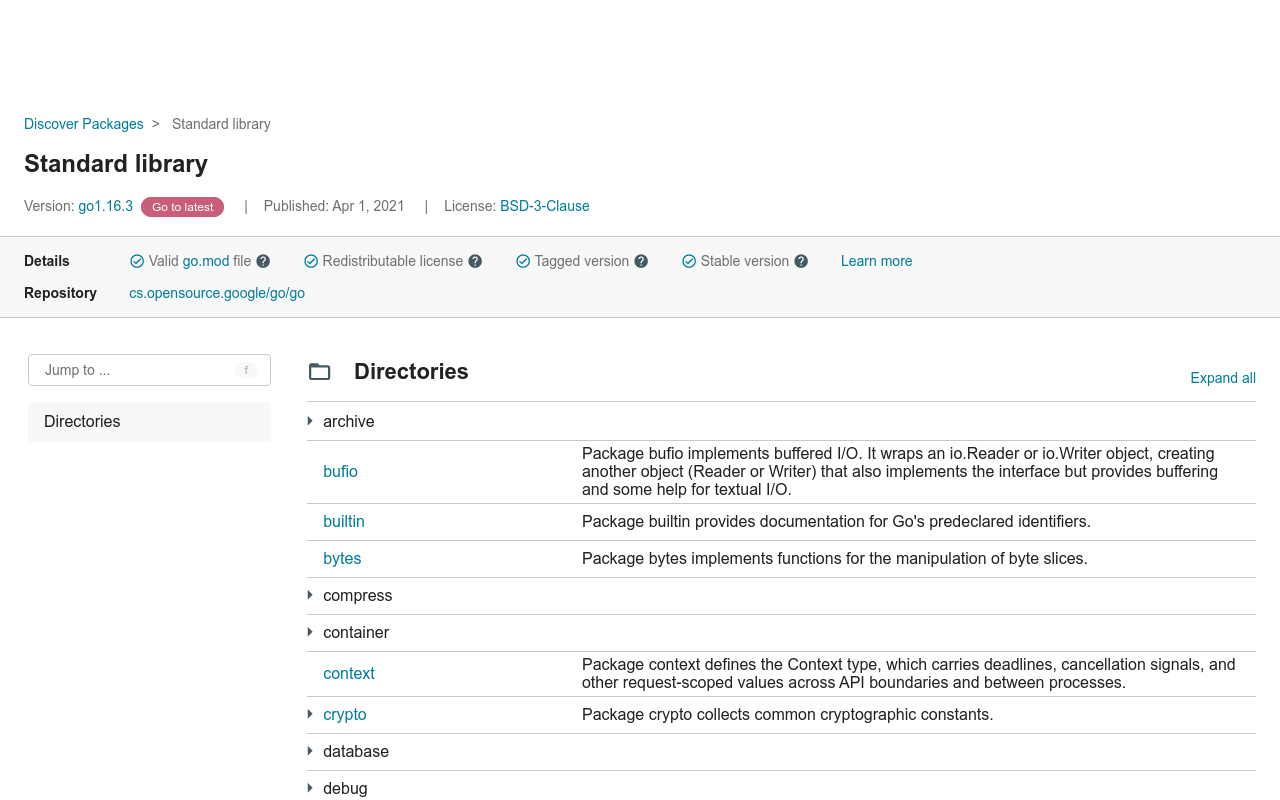 Discover Packages > Standard library
Standard library
Version: go1.16.3 Go to latest | Published: Apr 1, 2021 | License: BSD-3-Clause
Details Valid go.mod file ? Redistributable license ? Tagged version ? Stable version ? Learn more
Repository cs.opensource.google/go/go
Jump to ... f
Directories
Directories
Expand all
archive
bufio Package bufio implements buffered I/O. It wraps an io.Reader or io.Writer object, creating
another object (Reader or Writer) that also implements the interface but provides buffering
and some help for textual I/O.
builtin Package builtin provides documentation for Go's predeclared identifiers.
bytes Package bytes implements functions for the manipulation of byte slices.
compress
container
context Package context defines the Context type, which carries deadlines, cancellation signals, and
other request-scoped values across API boundaries and between processes.
crypto Package crypto collects common cryptographic constants.
database
debug